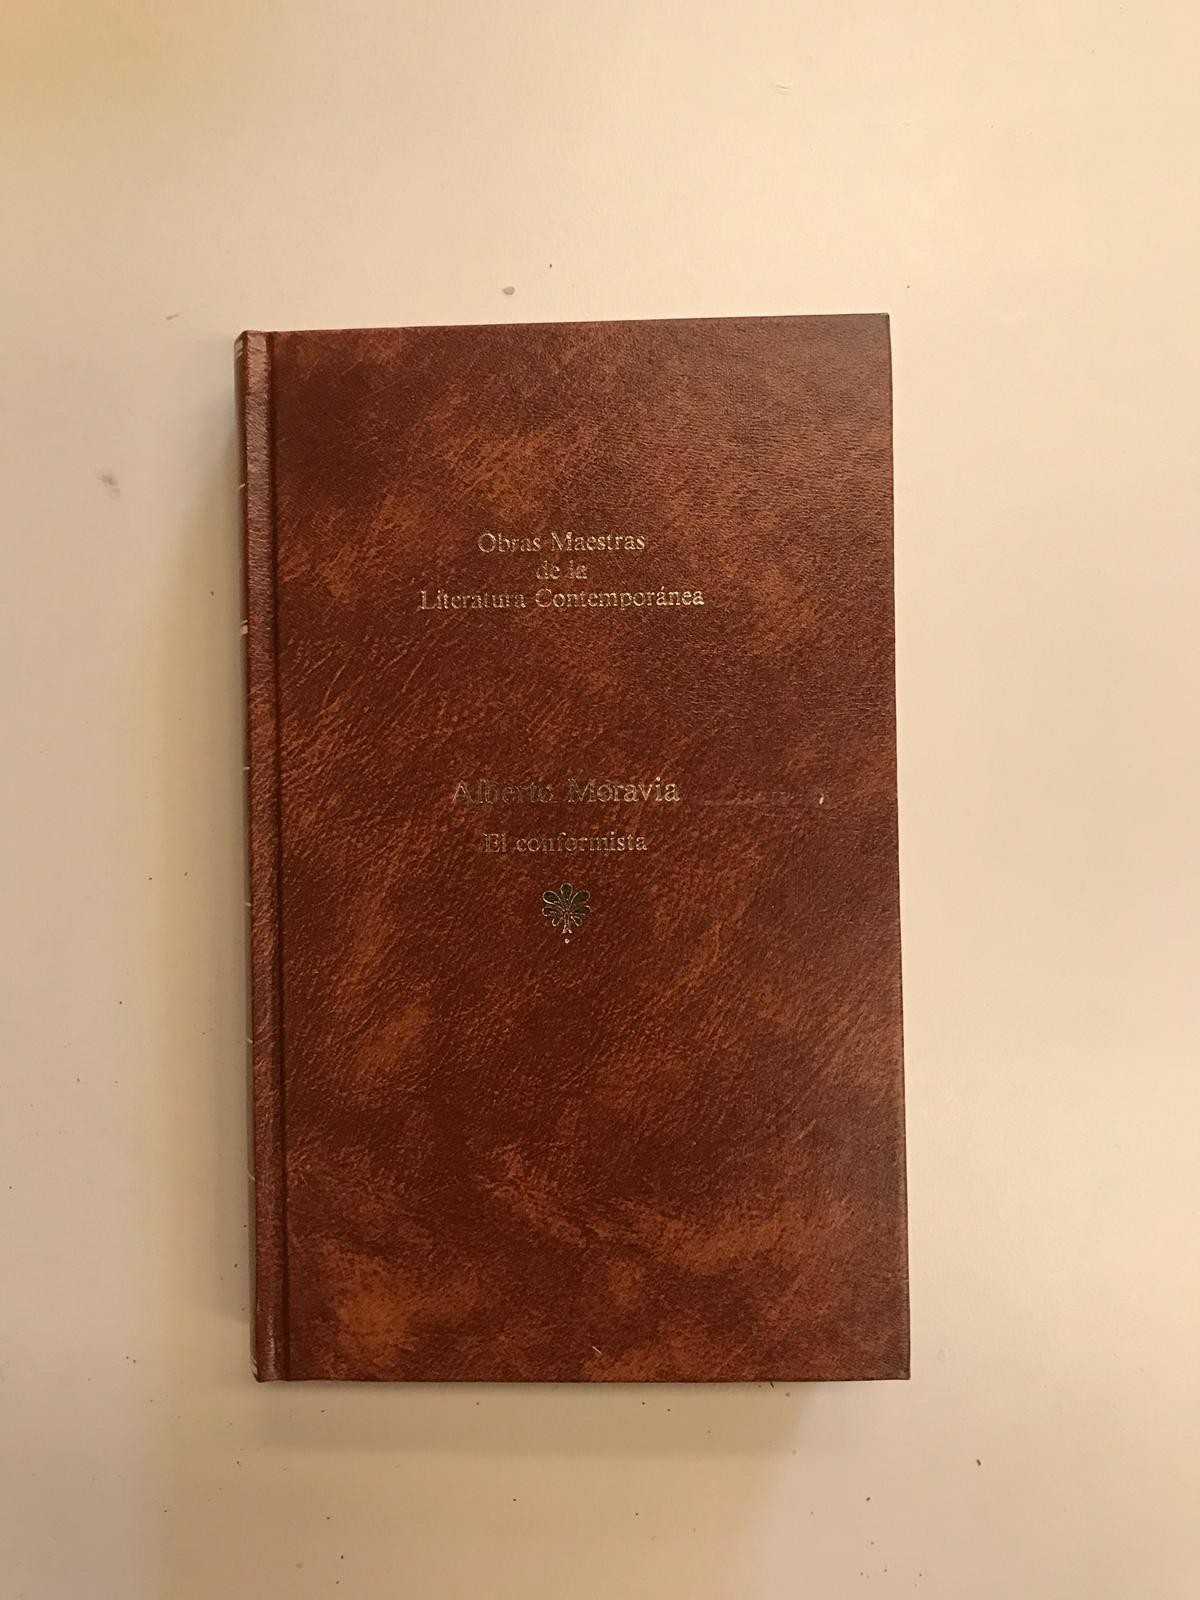 Obras Maestras
de la
Literatura Contemporánea
Alberto Moravia
El conformista